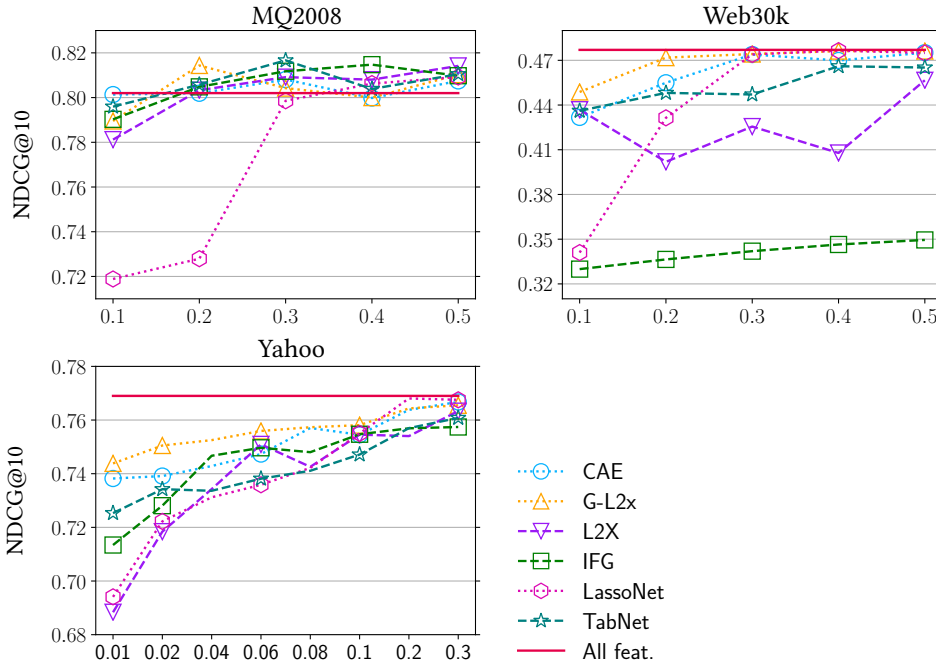 MQ2008
NDCG@10
0.82
0.80
0.78
0.76
0.74
0.72
0.1 0.2 0.3 0.4 0.5
Web30k
0.47
0.44
0.41
0.38
0.35
0.32
0.1 0.2 0.3 0.4 0.5
Yahoo
NDCG@10
0.78
0.76
0.74
0.72
0.70
0.68
0.01 0.02 0.04 0.06 0.08 0.1 0.2 0.3
CAE
G-L2x
L2X
IFG
LassoNet
TabNet
All feat.